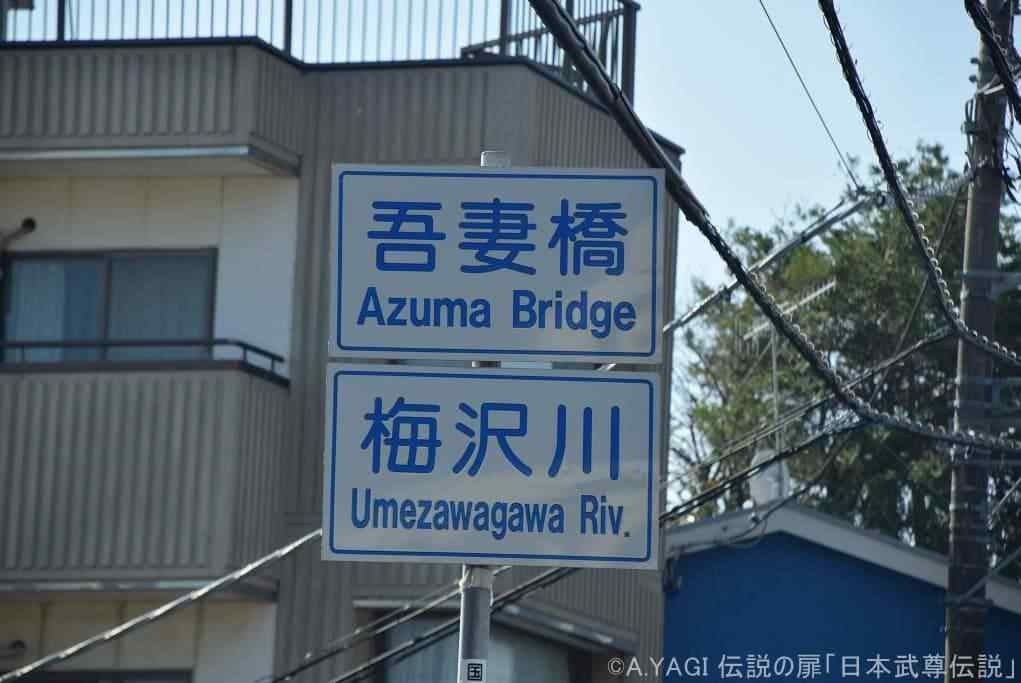 吾妻橋
Azuma Bridge
梅沢川
Umezawagawa Riv.
国
©A.YAGI 伝説の扉「日本武尊伝説」